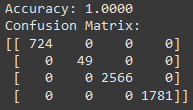 Accuracy: 1.0000
Confusion Matrix:
[[ 724    0    0    0]
 [   0   49    0    0]
 [   0    0 2566    0]
 [   0    0    0 1781]]